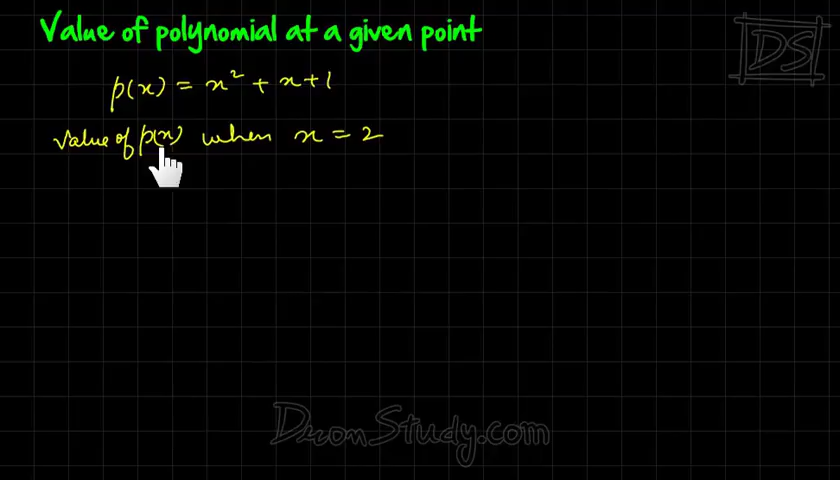 Value of polynomial at a given point
DS
p(x) = x² + x + 1
Value of p(x) when x = 2
DronStudy.com